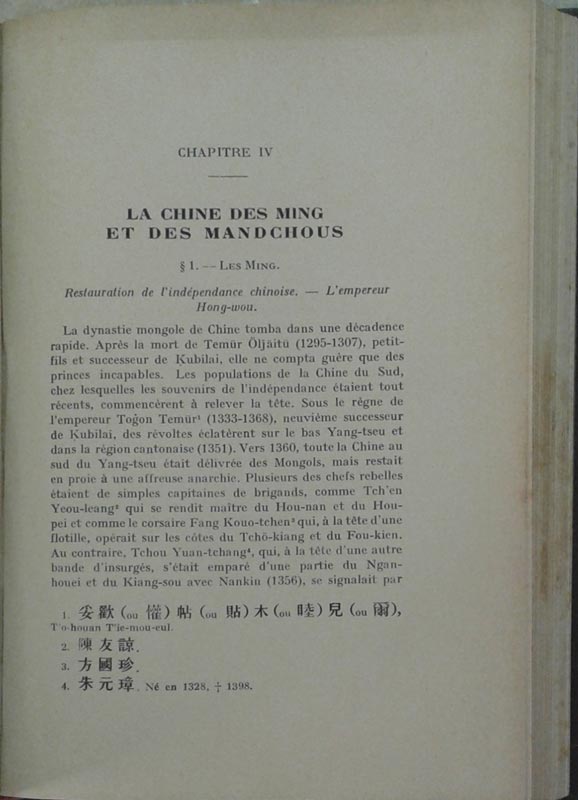 CHAPITRE IV
LA CHINE DES MING
ET DES MANDCHOUS
§ 1. — LES MING.
Restauration de l'indépendance chinoise. — L'empereur
Hong-wou.
La dynastie mongole de Chine tomba dans une décadence
rapide. Après la mort de Temür Öljäitü (1295-1307), petit-
fils et successeur de Ḳubilai, elle ne compta guère que des
princes incapables. Les populations de la Chine du Sud,
chez lesquelles les souvenirs de l'indépendance étaient tout
récents, commencèrent à relever la tête. Sous le règne de
l'empereur Toġon Temür¹ (1333-1368), neuvième successeur
de Ḳubilai, des révoltes éclatèrent sur le bas Yang-tseu et
dans la région cantonaise (1351). Vers 1360, toute la Chine au
sud du Yang-tseu était délivrée des Mongols, mais restait
en proie à une affreuse anarchie. Plusieurs des chefs rebelles
étaient de simples capitaines de brigands, comme Tch'en
Yeou-leang² qui se rendit maître du Hou-nan et du Hou-
pei et comme le corsaire Fang Kouo-tchen³ qui, à la tête d'une
flotille, opérait sur les côtes du Tchö-kiang et du Fou-kien.
Au contraire, Tchou Yuan-tchang⁴, qui, à la tête d'une autre
bande d'insurgés, s'était emparé d'une partie du Ngan-
houei et du Kiang-sou avec Nankin (1356), se signalait par
1. 妥歡 (ou 懽) 帖 (ou 貼) 木 (ou 睦) 兒 (ou 爾),
T'o-houan T'ie-mou-eul.
2. 陳友諒.
3. 方國珍.
4. 朱元璋. Né en 1328, † 1398.